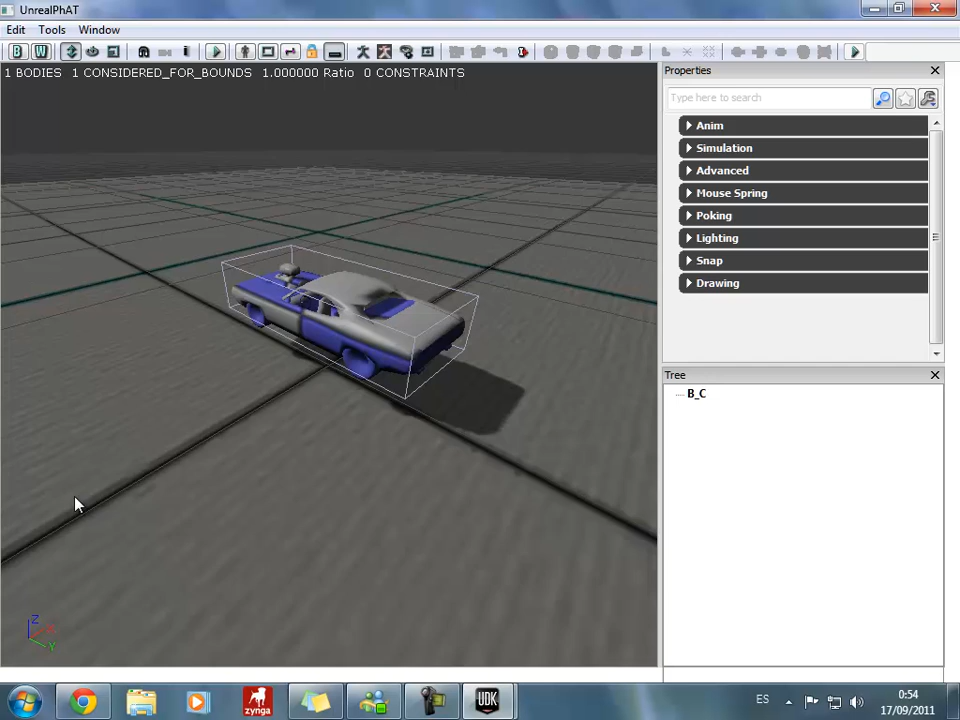 UnrealPhAT
Edit Tools Window
B W
1 BODIES 1 CONSIDERED_FOR_BOUNDS 1.000000 Ratio 0 CONSTRAINTS
Properties
Type here to search
Anim
Simulation
Advanced
Mouse Spring
Poking
Lighting
Snap
Drawing
Tree
B_C
Z
X
Y
zynga
UDK
ES
0:54
17/09/2011